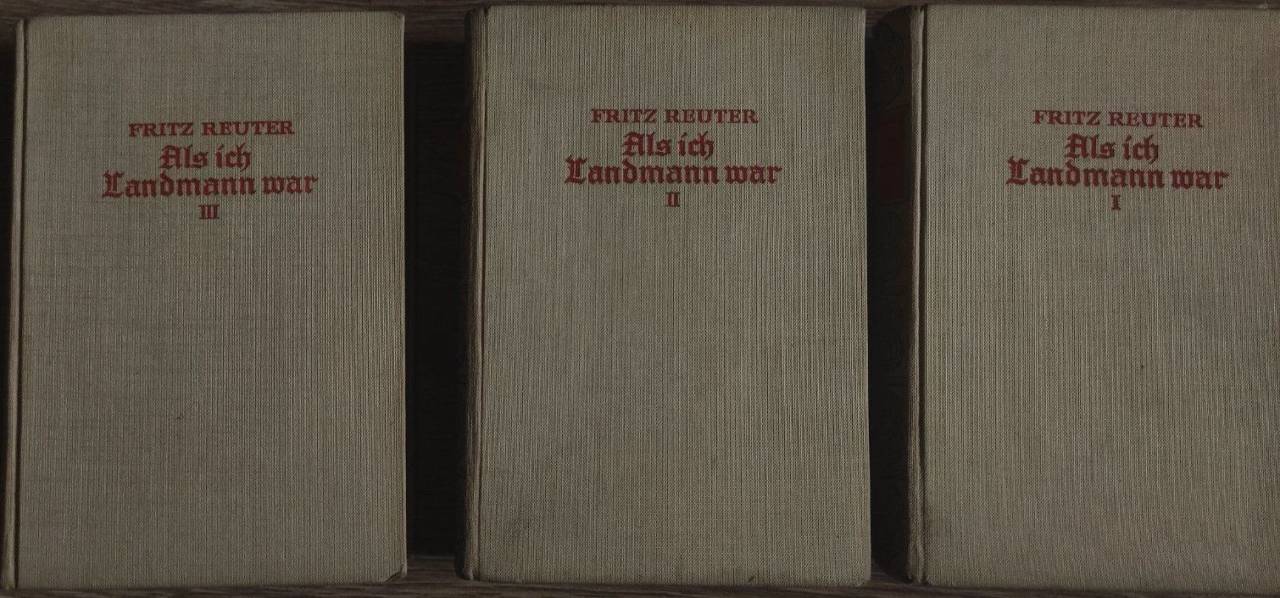 FRITZ REUTER
Als ich
Landmann war
III
FRITZ REUTER
Als ich
Landmann war
II
FRITZ REUTER
Als ich
Landmann war
I